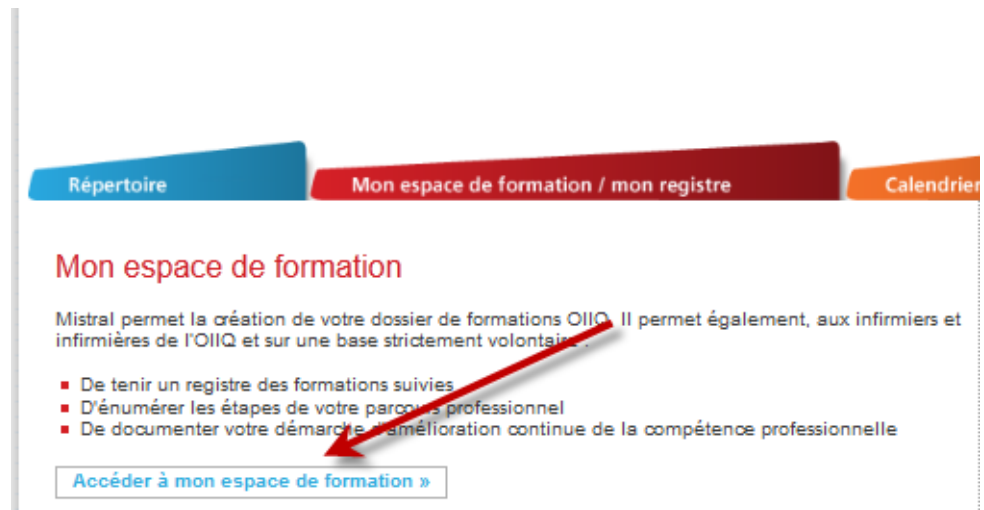 Répertoire
Mon espace de formation / mon registre
Calendrier
Mon espace de formation
Mistral permet la création de votre dossier de formations OIIQ. Il permet également, aux infirmiers et
infirmières de l'OIIQ et sur une base strictement volontaire :
De tenir un registre des formations suivies
D'énumérer les étapes de votre parcours professionnel
De documenter votre démarche d'amélioration continue de la compétence professionnelle
Accéder à mon espace de formation »